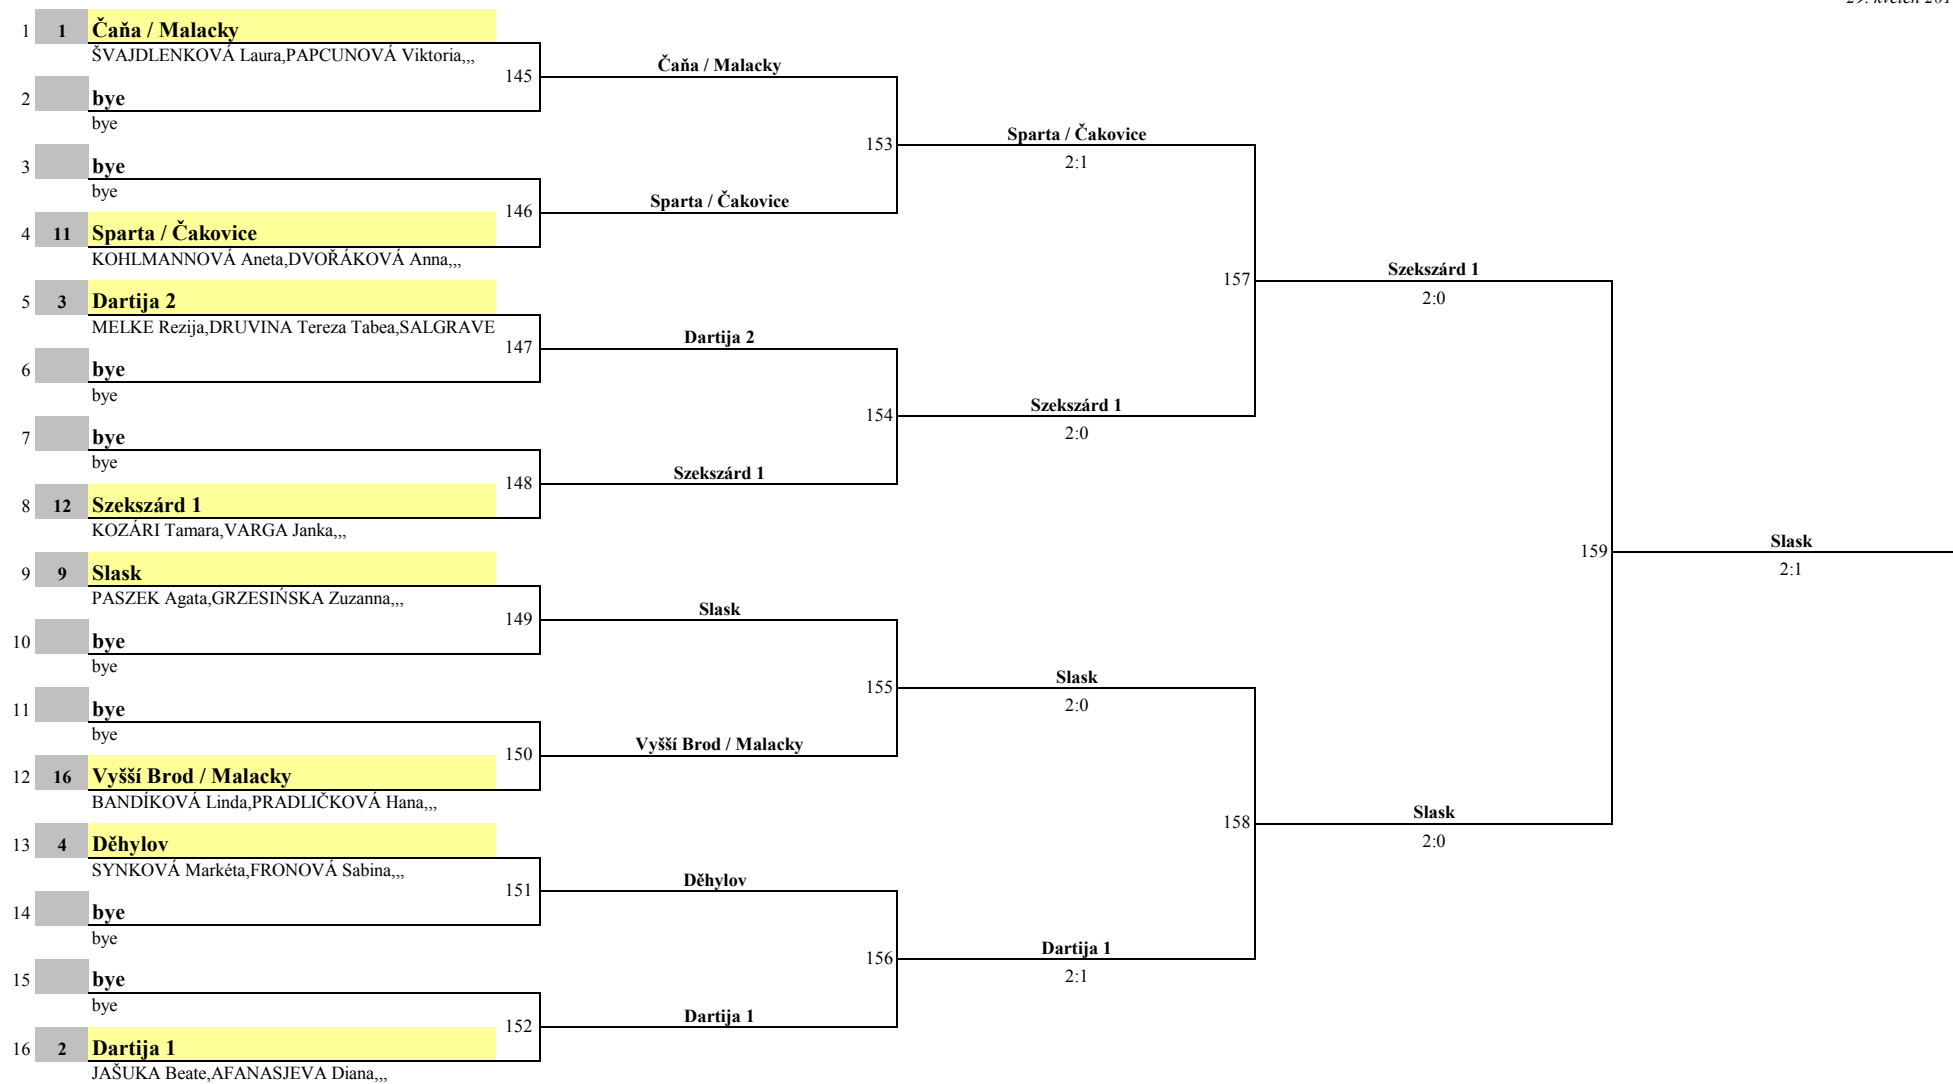 29. květen 201
1 1 Čaňa / Malacky
ŠVAJDLENKOVÁ Laura,PAPCUNOVÁ Viktoria,,,
145 Čaňa / Malacky
2 bye
bye
153 Sparta / Čakovice
2:1
3 bye
bye
146 Sparta / Čakovice
4 11 Sparta / Čakovice
KOHLMANNOVÁ Aneta,DVOŘÁKOVÁ Anna,,,
157 Szekszárd 1
2:0
5 3 Dartija 2
MELKE Rezija,DRUVINA Tereza Tabea,SALGRAVE
147 Dartija 2
6 bye
bye
154 Szekszárd 1
2:0
7 bye
bye
148 Szekszárd 1
8 12 Szekszárd 1
KOZÁRI Tamara,VARGA Janka,,,
159 Slask
2:1
9 9 Slask
PASZEK Agata,GRZESIŃSKA Zuzanna,,,
149 Slask
10 bye
bye
155 Slask
2:0
11 bye
bye
150 Vyšší Brod / Malacky
12 16 Vyšší Brod / Malacky
BANDÍKOVÁ Linda,PRADLIČKOVÁ Hana,,,
158 Slask
2:0
13 4 Děhylov
SYNKOVÁ Markéta,FRONOVÁ Sabina,,,
151 Děhylov
14 bye
bye
156 Dartija 1
2:1
15 bye
bye
152 Dartija 1
16 2 Dartija 1
JAŠUKA Beate,AFANASJEVA Diana,,,